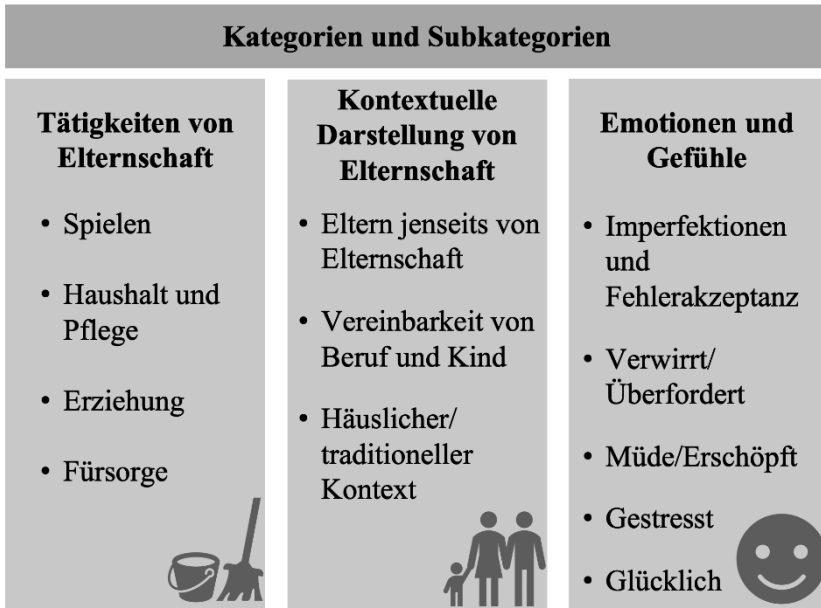 Kategorien und Subkategorien
Tätigkeiten von
Elternschaft
• Spielen
• Haushalt und
Pflege
• Erziehung
• Fürsorge
Kontextuelle
Darstellung von
Elternschaft
• Eltern jenseits von
Elternschaft
• Vereinbarkeit von
Beruf und Kind
• Häuslicher/
traditioneller
Kontext
Emotionen und
Gefühle
• Imperfektionen
und
Fehlerakzeptanz
• Verwirrt/
Überfordert
• Müde/Erschöpft
• Gestresst
• Glücklich